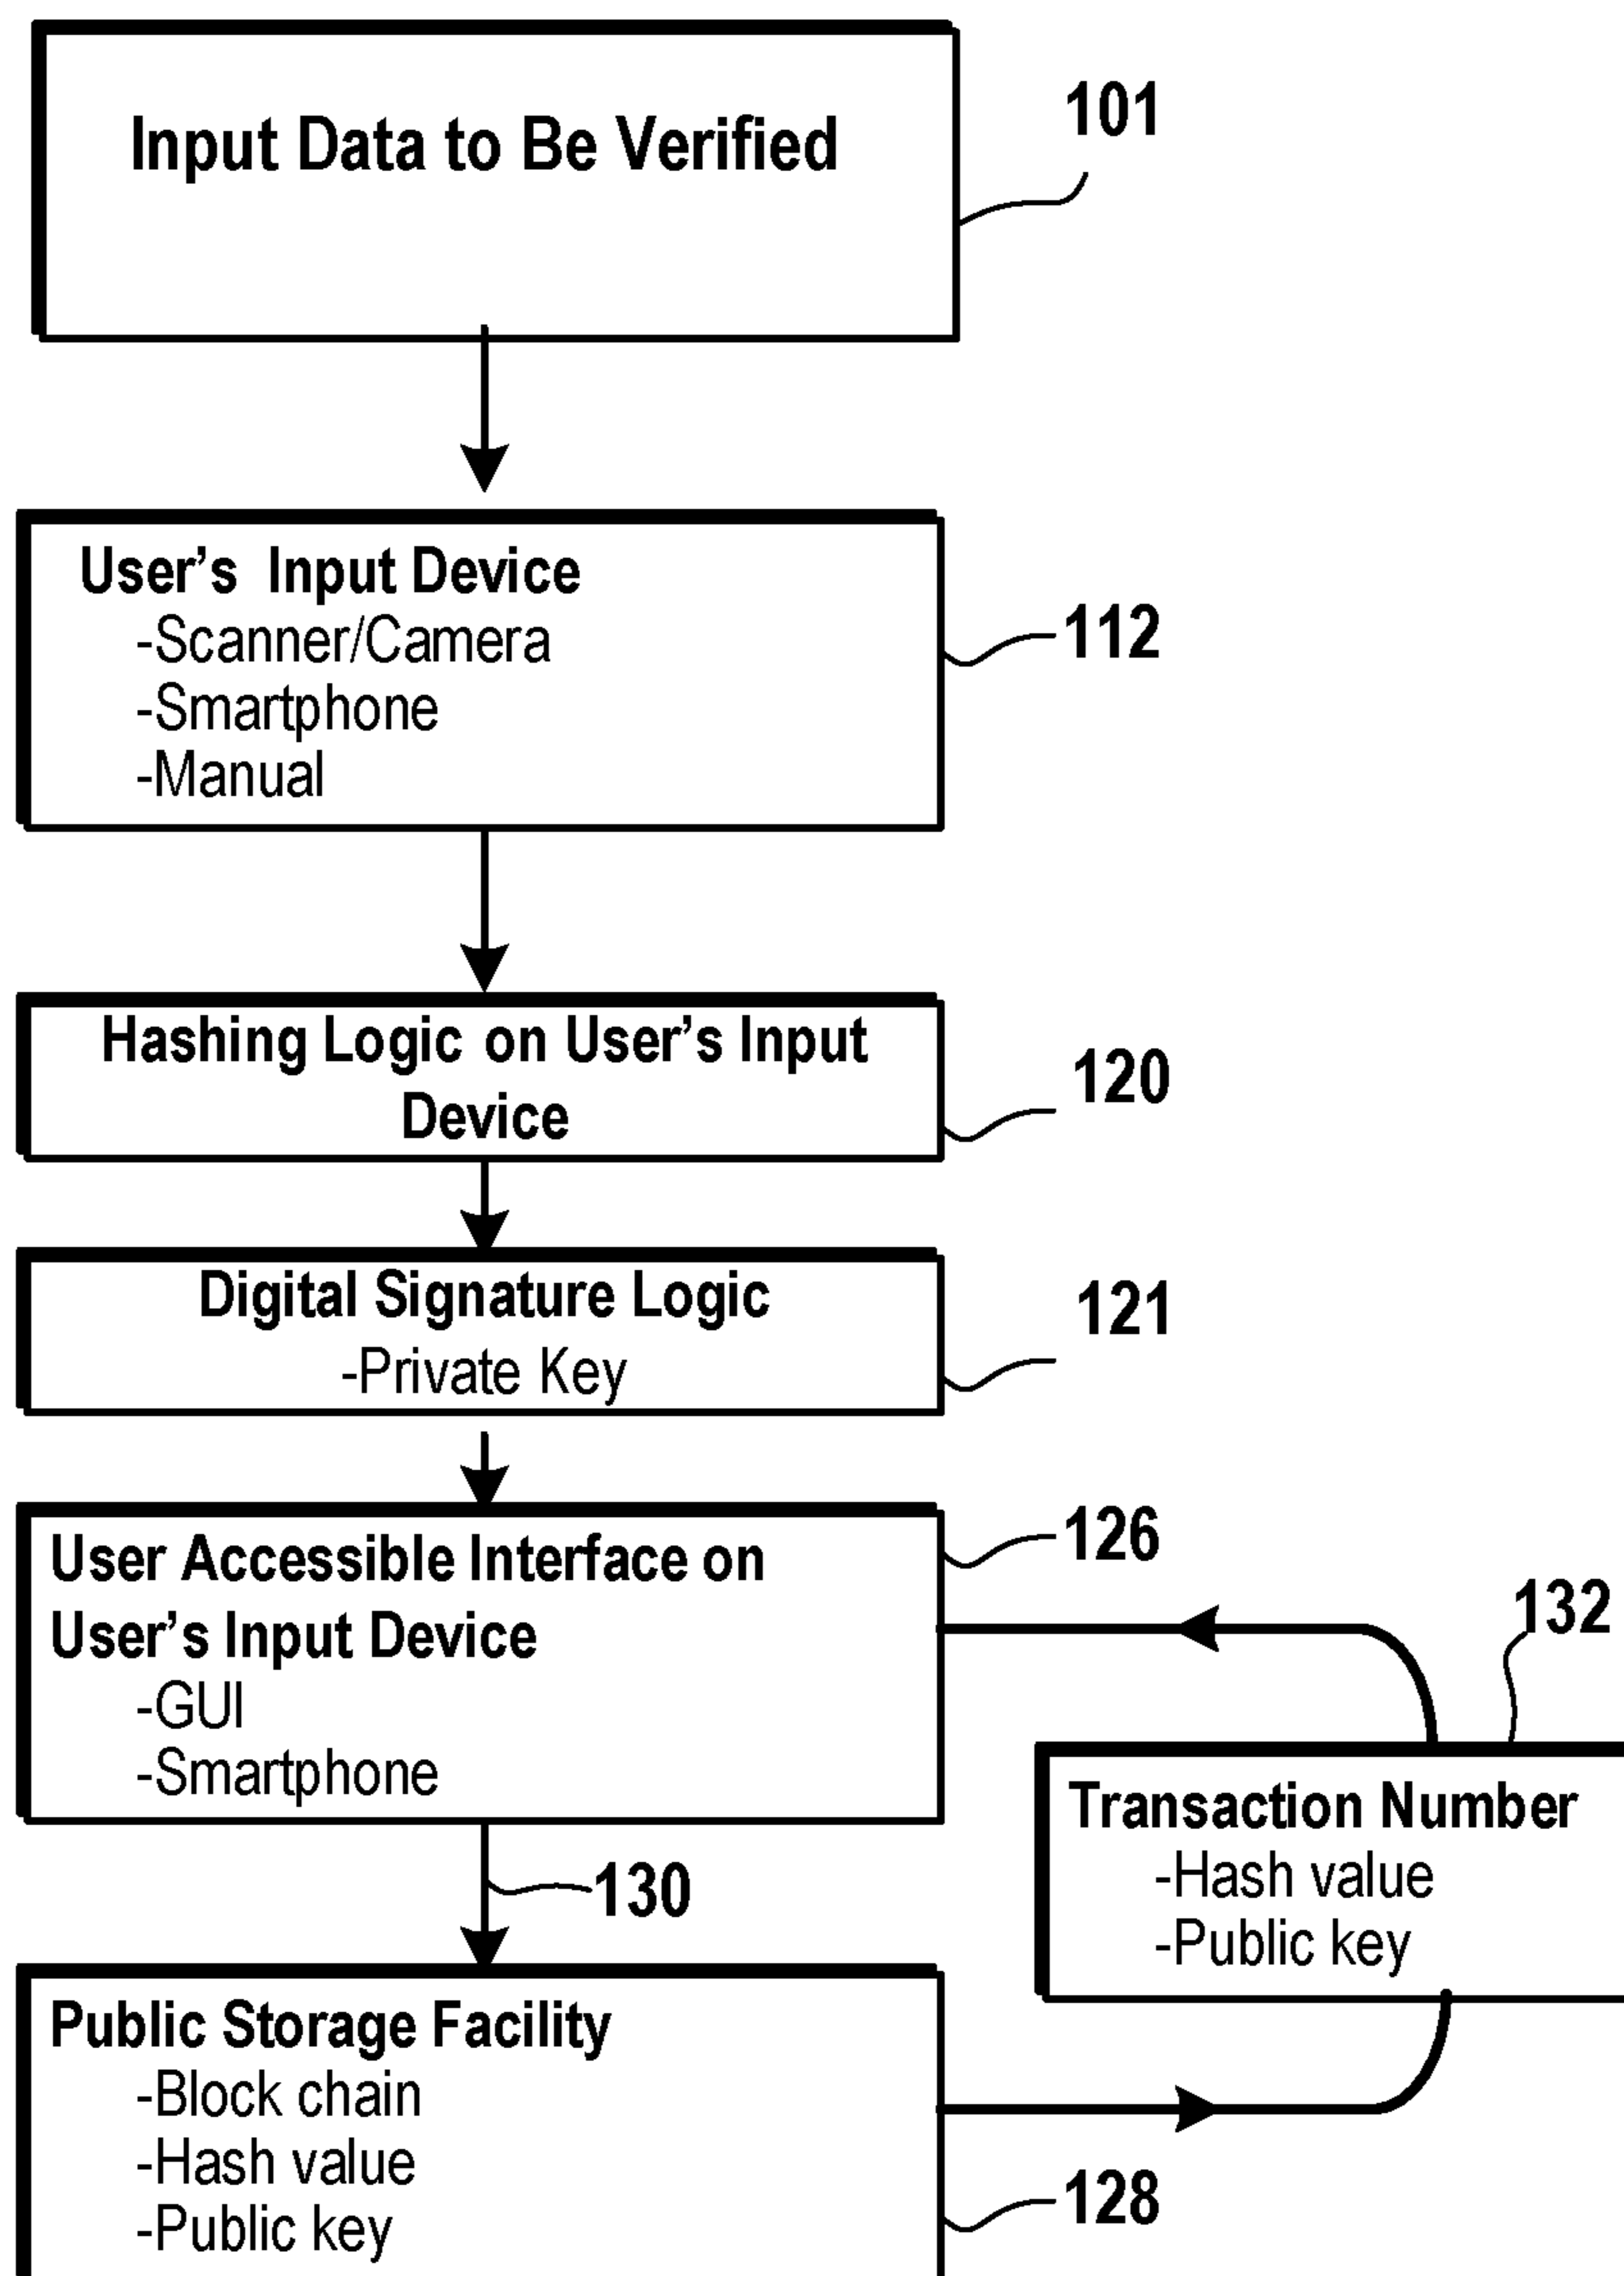 Input Data to Be Verified
101
User's  Input Device
-Scanner/Camera
-Smartphone
-Manual
112
Hashing Logic on User's Input
Device
120
Digital Signature Logic
-Private Key
121
User Accessible Interface on
User's Input Device
-GUI
-Smartphone
126
132
Transaction Number
-Hash value
-Public key
130
Public Storage Facility
-Block chain
-Hash value
-Public key
128